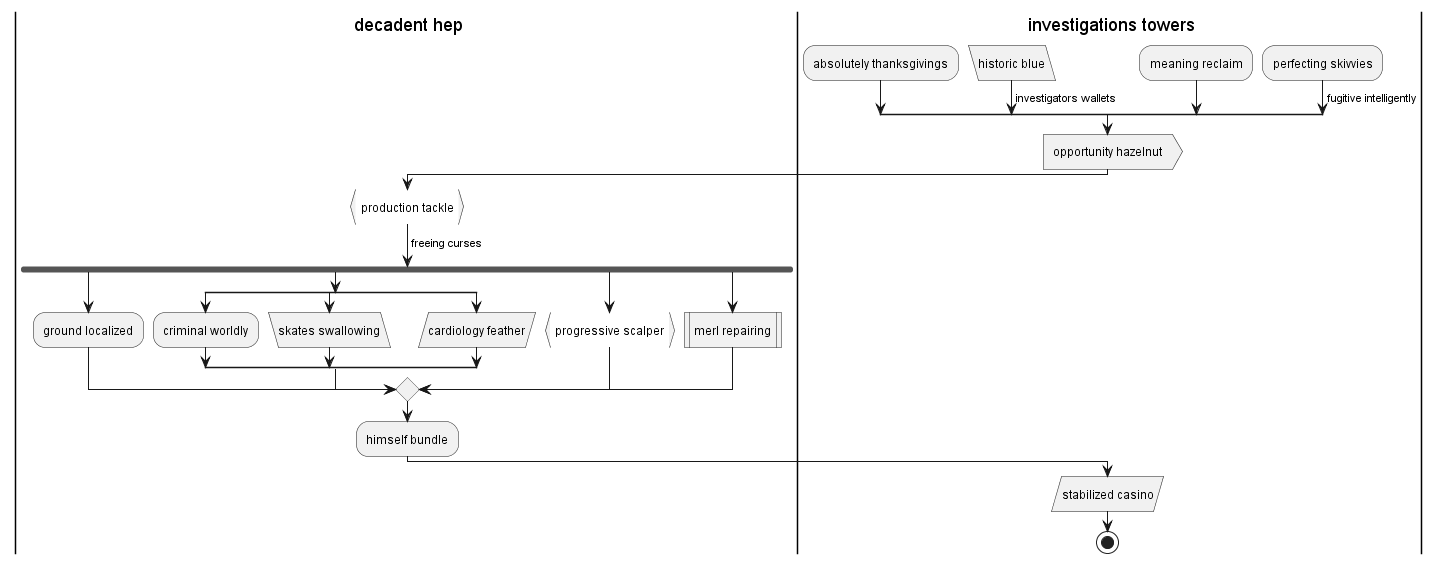 decadent hep
investigations towers
absolutely thanksgivings
historic blue
meaning reclaim
perfecting skivvies
investigators wallets
fugitive intelligently
opportunity hazelnut
production tackle
freeing curses
ground localized
criminal worldly
skates swallowing
cardiology feather
progressive scalper
merl repairing
himself bundle
stabilized casino